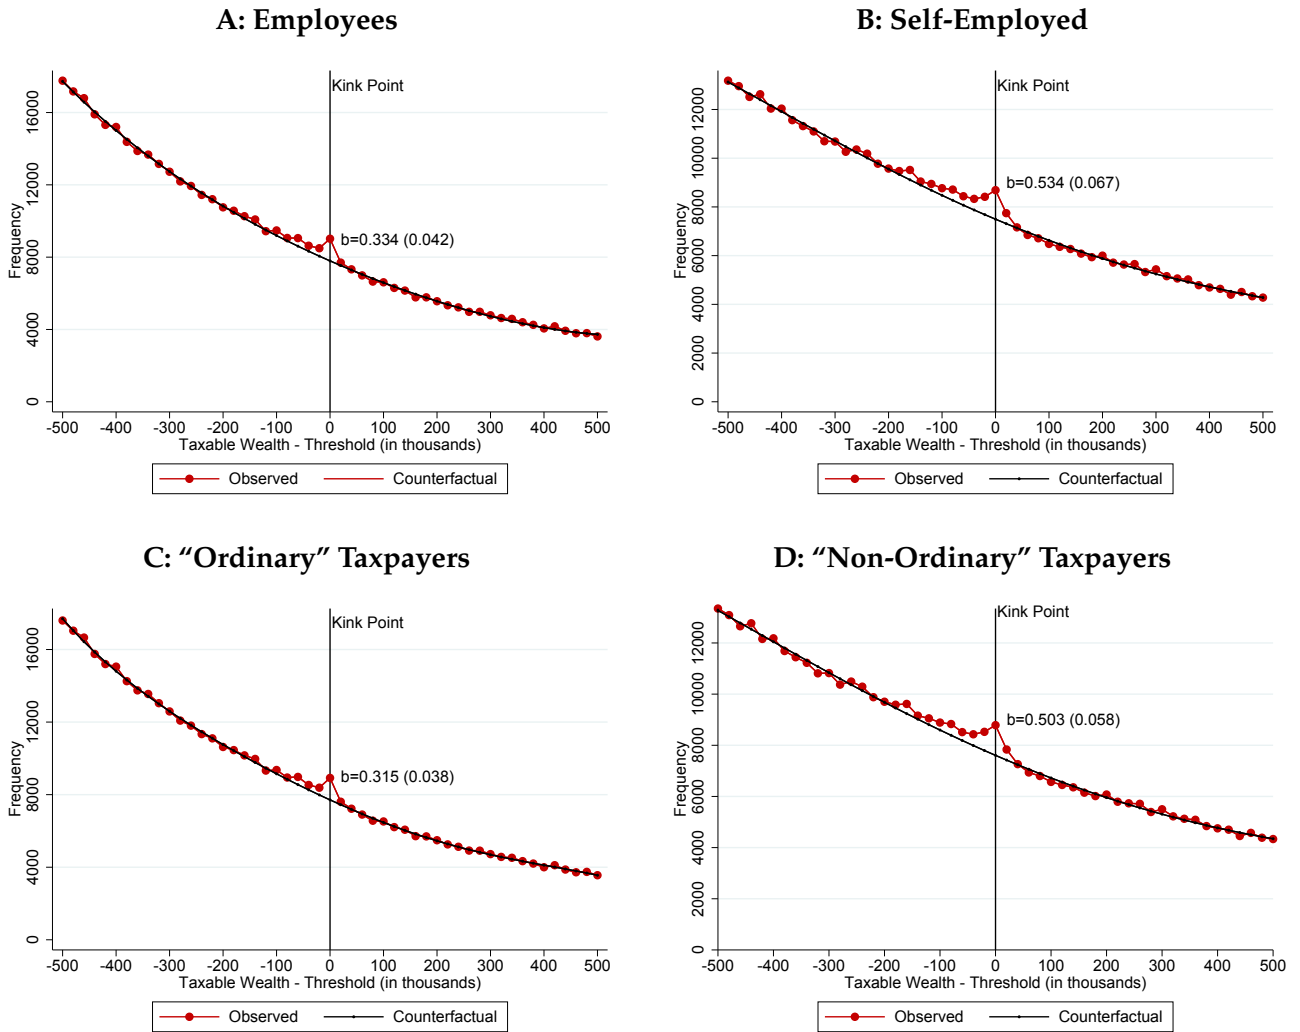 A: Employees
Kink Point
b=0.334 (0.042)
Frequency
0 4000 8000 12000 16000
-500 -400 -300 -200 -100 0 100 200 300 400 500
Taxable Wealth - Threshold (in thousands)
Observed Counterfactual
B: Self-Employed
Kink Point
b=0.534 (0.067)
Frequency
0 2000 4000 6000 8000 10000 12000
-500 -400 -300 -200 -100 0 100 200 300 400 500
Taxable Wealth - Threshold (in thousands)
Observed Counterfactual
C: “Ordinary” Taxpayers
Kink Point
b=0.315 (0.038)
Frequency
0 4000 8000 12000 16000
-500 -400 -300 -200 -100 0 100 200 300 400 500
Taxable Wealth - Threshold (in thousands)
Observed Counterfactual
D: “Non-Ordinary” Taxpayers
Kink Point
b=0.503 (0.058)
Frequency
0 2000 4000 6000 8000 10000 12000
-500 -400 -300 -200 -100 0 100 200 300 400 500
Taxable Wealth - Threshold (in thousands)
Observed Counterfactual